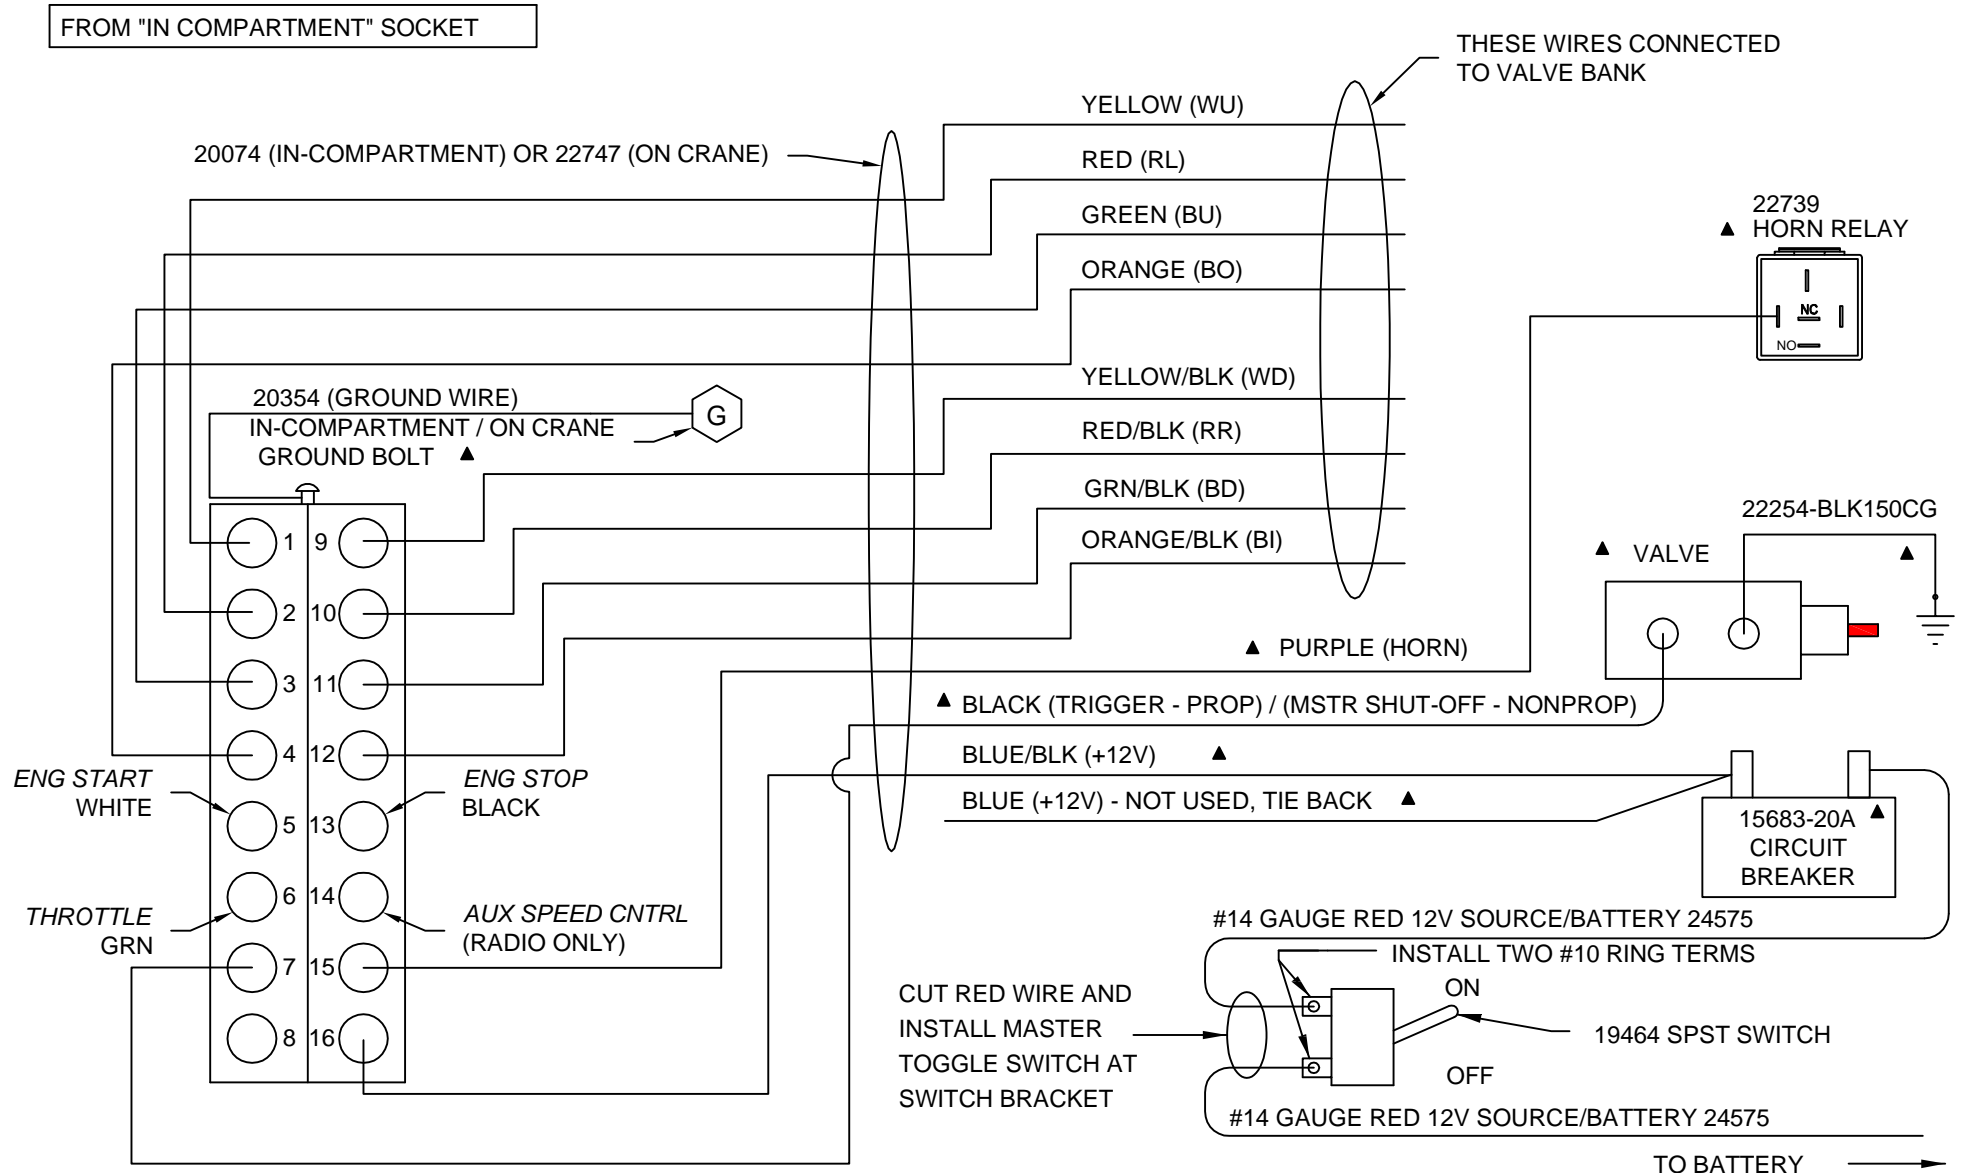 FROM "IN COMPARTMENT" SOCKET
THESE WIRES CONNECTED
TO VALVE BANK
20074 (IN-COMPARTMENT) OR 22747 (ON CRANE)
YELLOW (WU)
RED (RL)
GREEN (BU)
ORANGE (BO)
YELLOW/BLK (WD)
RED/BLK (RR)
GRN/BLK (BD)
ORANGE/BLK (BI)
22739
HORN RELAY
NC
NO
20354 (GROUND WIRE)
IN-COMPARTMENT / ON CRANE
GROUND BOLT
G
22254-BLK150CG
VALVE
PURPLE (HORN)
BLACK (TRIGGER - PROP) / (MSTR SHUT-OFF - NONPROP)
BLUE/BLK (+12V)
BLUE (+12V) - NOT USED, TIE BACK
1 9
2 10
3 11
4 12
5 13
6 14
7 15
8 16
ENG START
WHITE
ENG STOP
BLACK
THROTTLE
GRN
AUX SPEED CNTRL
(RADIO ONLY)
15683-20A
CIRCUIT
BREAKER
#14 GAUGE RED 12V SOURCE/BATTERY 24575
INSTALL TWO #10 RING TERMS
CUT RED WIRE AND
INSTALL MASTER
TOGGLE SWITCH AT
SWITCH BRACKET
ON
19464 SPST SWITCH
OFF
#14 GAUGE RED 12V SOURCE/BATTERY 24575
TO BATTERY